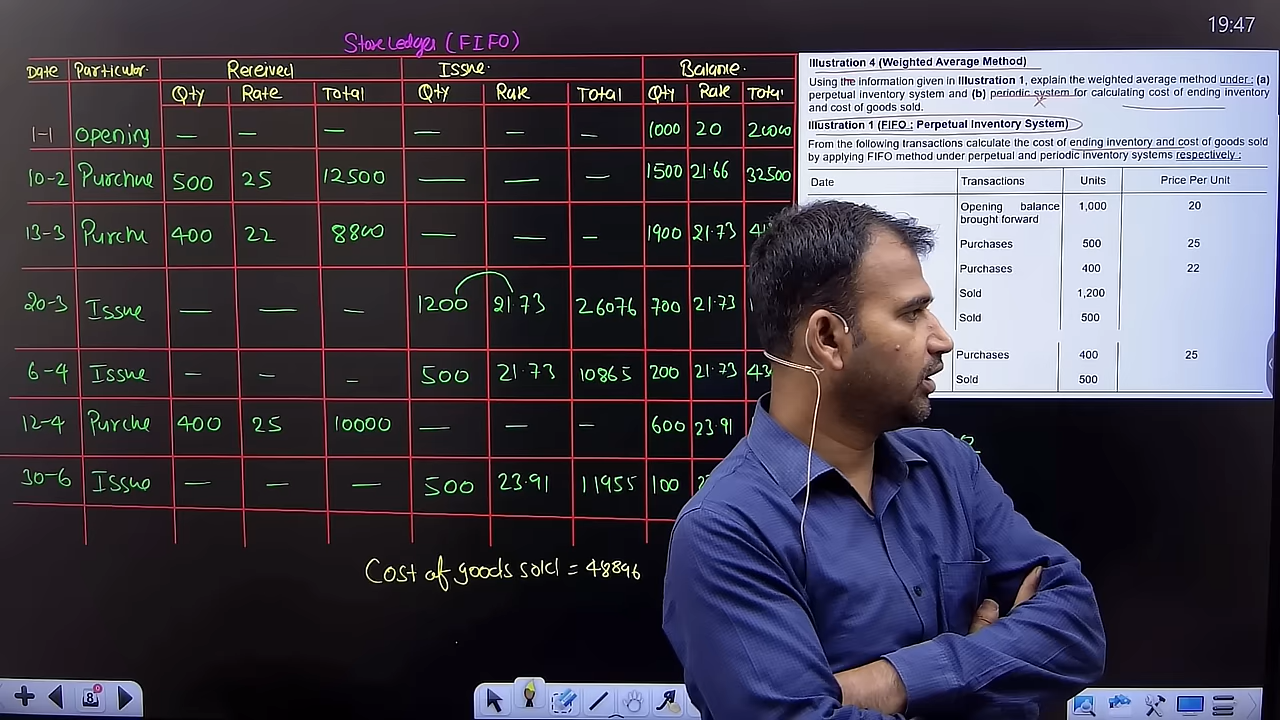 19:47
Store Ledger (FIFO)
Date Particular Received Issue Balance
Qty Rate Total Qty Rate Total Qty Rate Total
1-1 opening — — — — — — 1000 20 20000
10-2 Purchae 500 25 12500 — — — 1500 21.66 32500
13-3 Purche 400 22 8800 — — — 1900 21.73
20-3 Issue — — — 1200 21.73 26076 700 21.73
6-4 Issue — — — 500 21.73 10865 200 21.73
12-4 Purche 400 25 10000 — — — 600 23.91
30-6 Issue — — — 500 23.91 11955 100
Cost of goods sold = 48896
Illustration 4 (Weighted Average Method)
Using the information given in Illustration 1, explain the weighted average method under : (a)
perpetual inventory system and (b) periodic system for calculating cost of ending inventory
and cost of goods sold.
Illustration 1 (FIFO : Perpetual Inventory System)
From the following transactions calculate the cost of ending inventory and cost of goods sold
by applying FIFO method under perpetual and periodic inventory systems respectively :
Date Transactions Units Price Per Unit
Opening balance 1,000 20
brought forward
Purchases 500 25
Purchases 400 22
Sold 1,200
Sold 500
Purchases 400 25
Sold 500
8